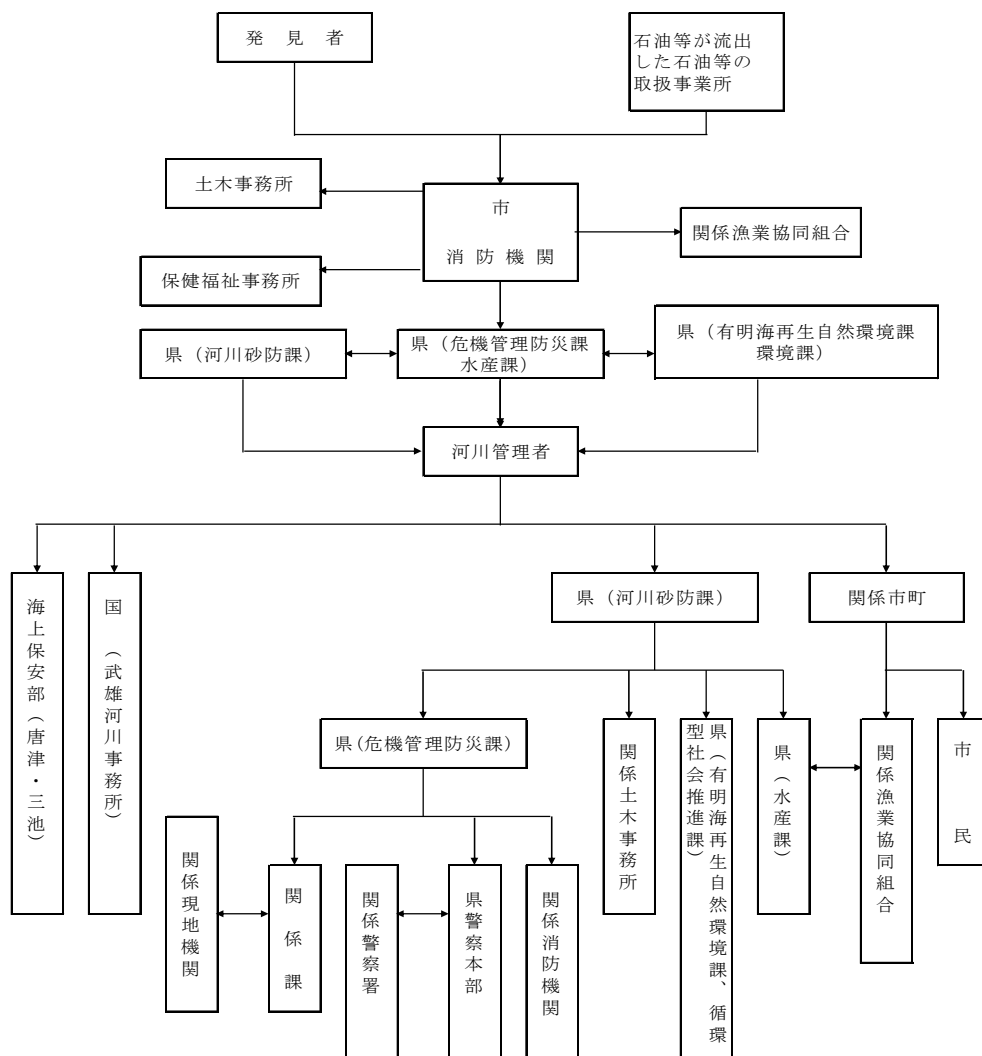 発見者
石油等が流出
した石油等の
取扱事業所
土木事務所
市
消防機関
関係漁業協同組合
保健福祉事務所
県（河川砂防課）
県（危機管理防災課
水産課）
県（有明海再生自然環境課
環境課）
河川管理者
海上保安部（唐津・三池）
国（武雄河川事務所）
県（河川砂防課）
関係市町
県（危機管理防災課）
関係土木事務所
県（有明海再生自然環境課、循環
型社会推進課）
県（水産課）
関係漁業協同組合
市民
関係現地機関
関係課
関係警察署
県警察本部
関係消防機関